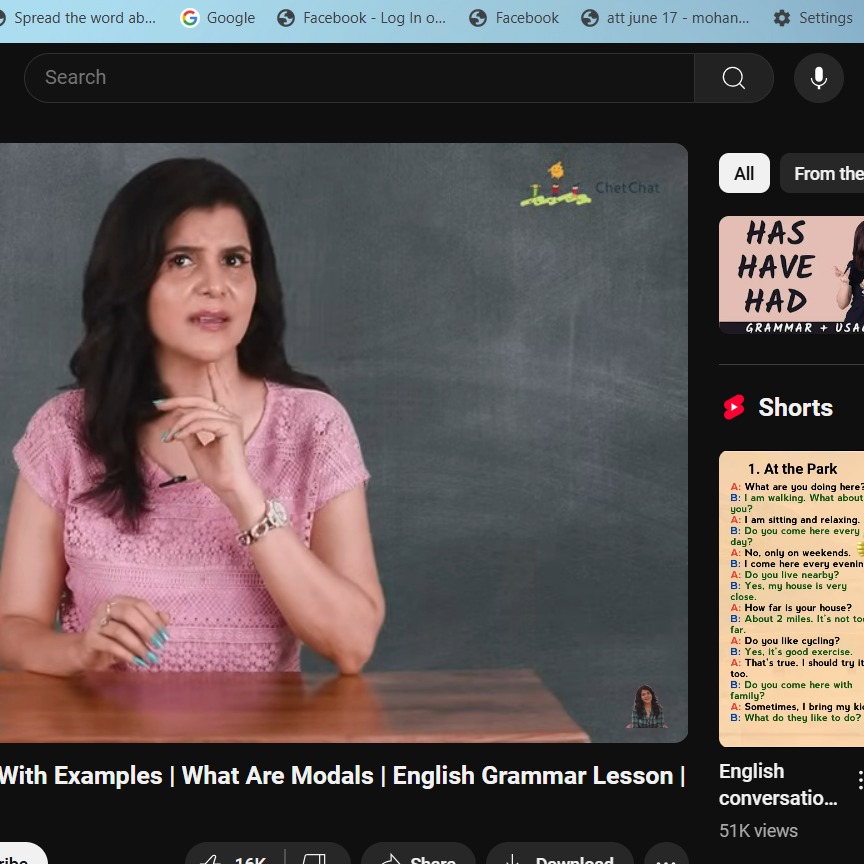 Spread the word ab...
Google
Facebook - Log In o...
Facebook
att june 17 - mohan...
Settings
Search
ChetChat
All
From the
HAS
HAVE
HAD
GRAMMAR + USA
Shorts
1. At the Park
A: What are you doing here?
B: I am walking. What about
you?
A: I am sitting and relaxing.
B: Do you come here every
day?
A: No, only on weekends.
B: I come here every evenin
A: Do you live nearby?
B: Yes, my house is very
close.
A: How far is your house?
B: About 2 miles. It's not too
far.
A: Do you like cycling?
B: Yes, it's good exercise.
A: That's true. I should try it
too.
B: Do you come here with
family?
A: Sometimes, I bring my kid
B: What do they like to do?
With Examples | What Are Modals | English Grammar Lesson |
English
conversatio...
51K views
ribe
16K
Share
Download